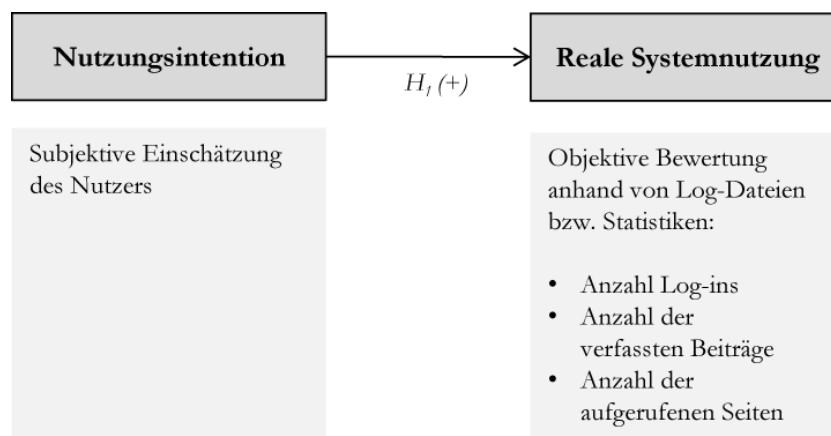 Nutzungsintention
H1 (+)
Reale Systemnutzung
Subjektive Einschätzung
des Nutzers
Objektive Bewertung
anhand von Log-Dateien
bzw. Statistiken:
• Anzahl Log-ins
• Anzahl der
verfassten Beiträge
• Anzahl der
aufgerufenen Seiten